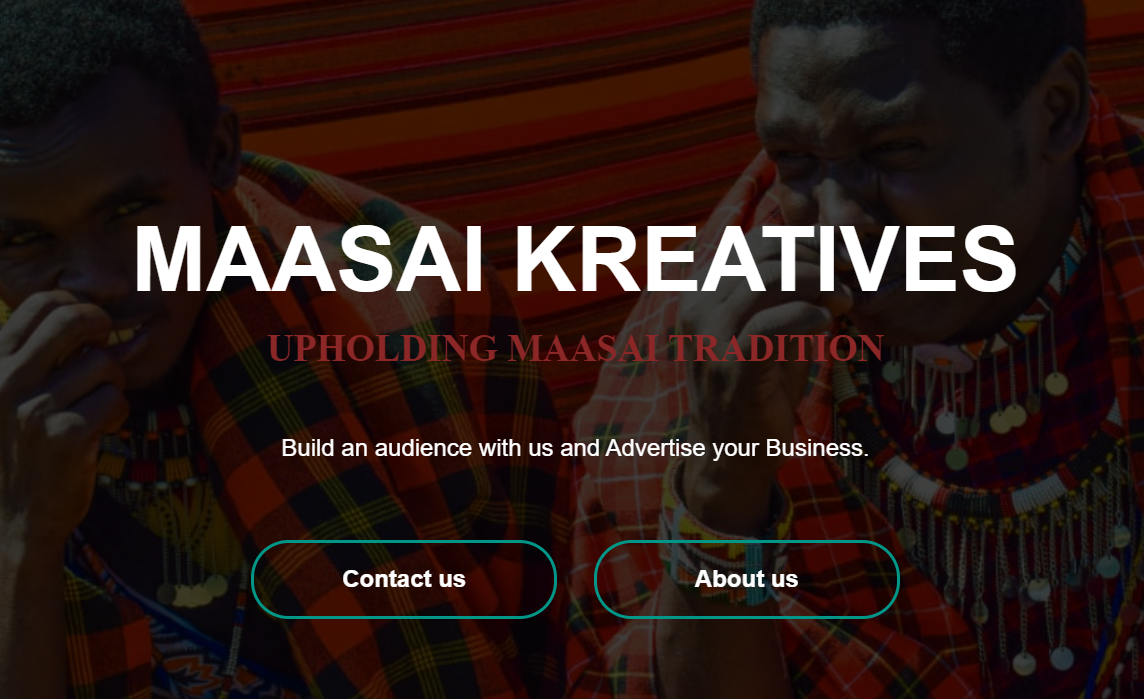 MAASAI KREATIVES
UPHOLDING MAASAI TRADITION
Build an audience with us and Advertise your Business.
Contact us
About us